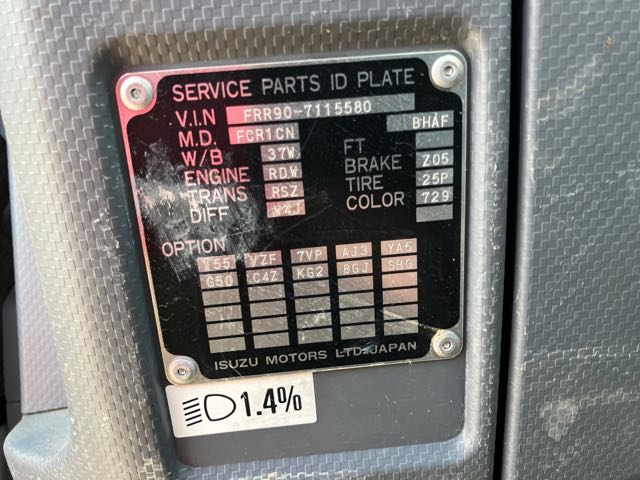 SERVICE PARTS ID PLATE
V.I.N FRR90-7115580
M.D. FCR1CN BHAF
W/B 37W FT
ENGINE RDW BRAKE Z05
TRANS RSZ TIRE 25P
DIFF WZJ COLOR 729
OPTION
VZF 7VP AJ3 YA5
G50 C4Z KG2 8GJ SBG
ISUZU MOTORS LTD.JAPAN
1.4%